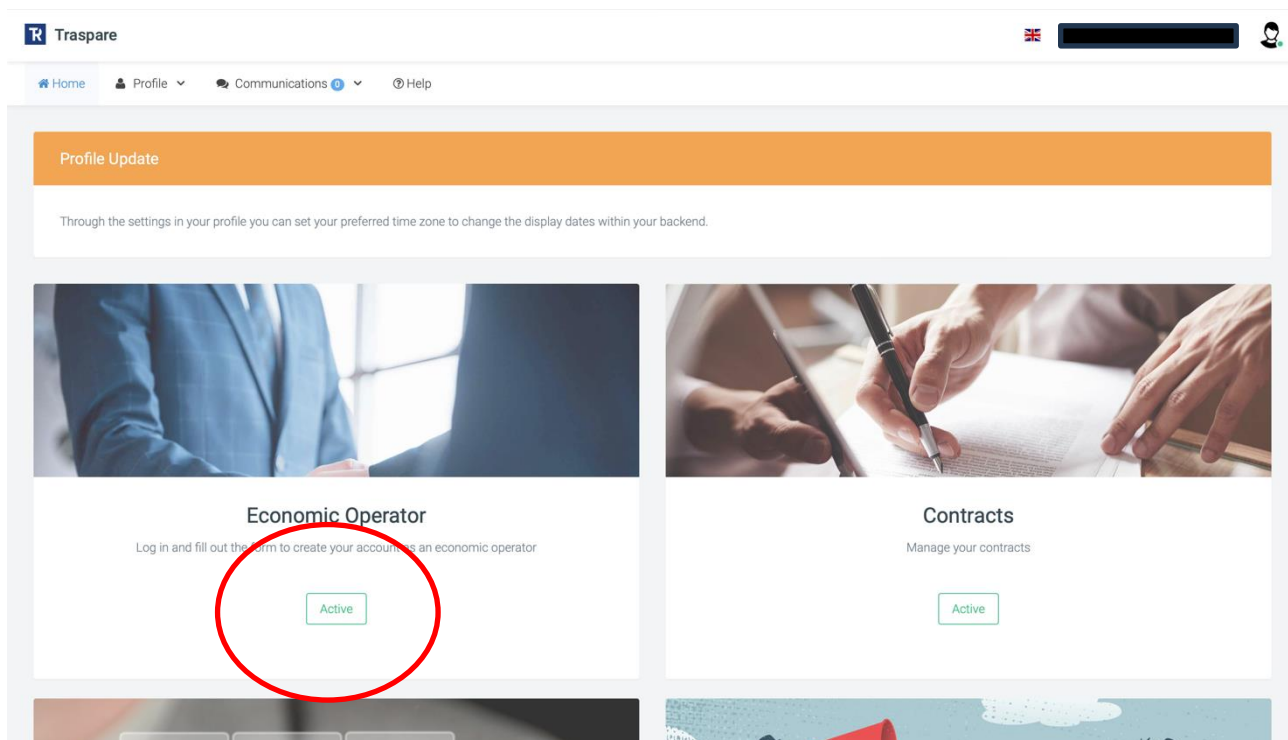 TR Traspare
Home Profile Communications 0 Help
Profile Update
Through the settings in your profile you can set your preferred time zone to change the display dates within your backend.
Economic Operator
Log in and fill out the form to create your account as an economic operator
Active
Contracts
Manage your contracts
Active